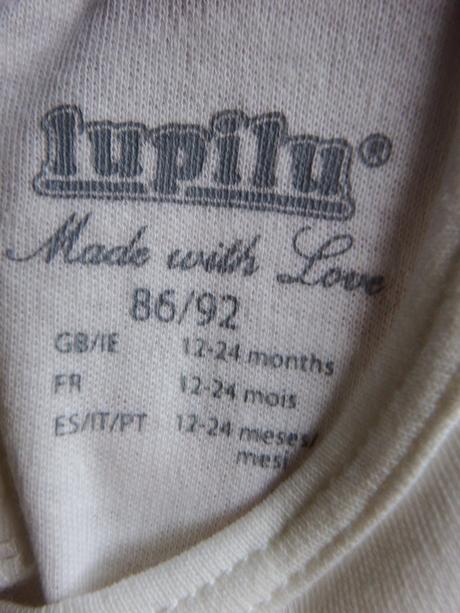 lupilu®
Made with Love
86/92
GB/IE 12-24 months
FR 12-24 mois
ES/IT/PT 12-24 meses/
mesi